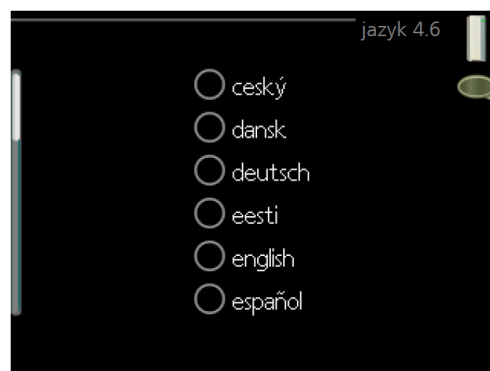 jazyk 4.6
ceský
dansk
deutsch
eesti
english
español